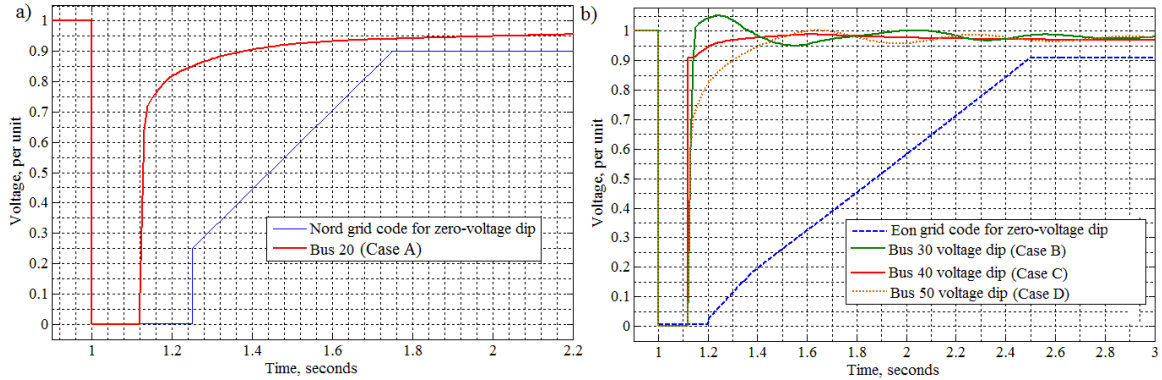 a)
1
0.9
0.8
0.7
0.6
0.5
0.4
0.3
0.2
0.1
0
Voltage, per unit
Nord grid code for zero-voltage dip
Bus 20 (Case A)
1 1.2 1.4 1.6 1.8 2 2.2
Time, seconds
b)
1
0.9
0.8
0.7
0.6
0.5
0.4
0.3
0.2
0.1
0
Voltage, per unit
Eon grid code for zero-voltage dip
Bus 30 voltage dip (Case B)
Bus 40 voltage dip (Case C)
Bus 50 voltage dip (Case D)
1 1.2 1.4 1.6 1.8 2 2.2 2.4 2.6 2.8 3
Time, seconds